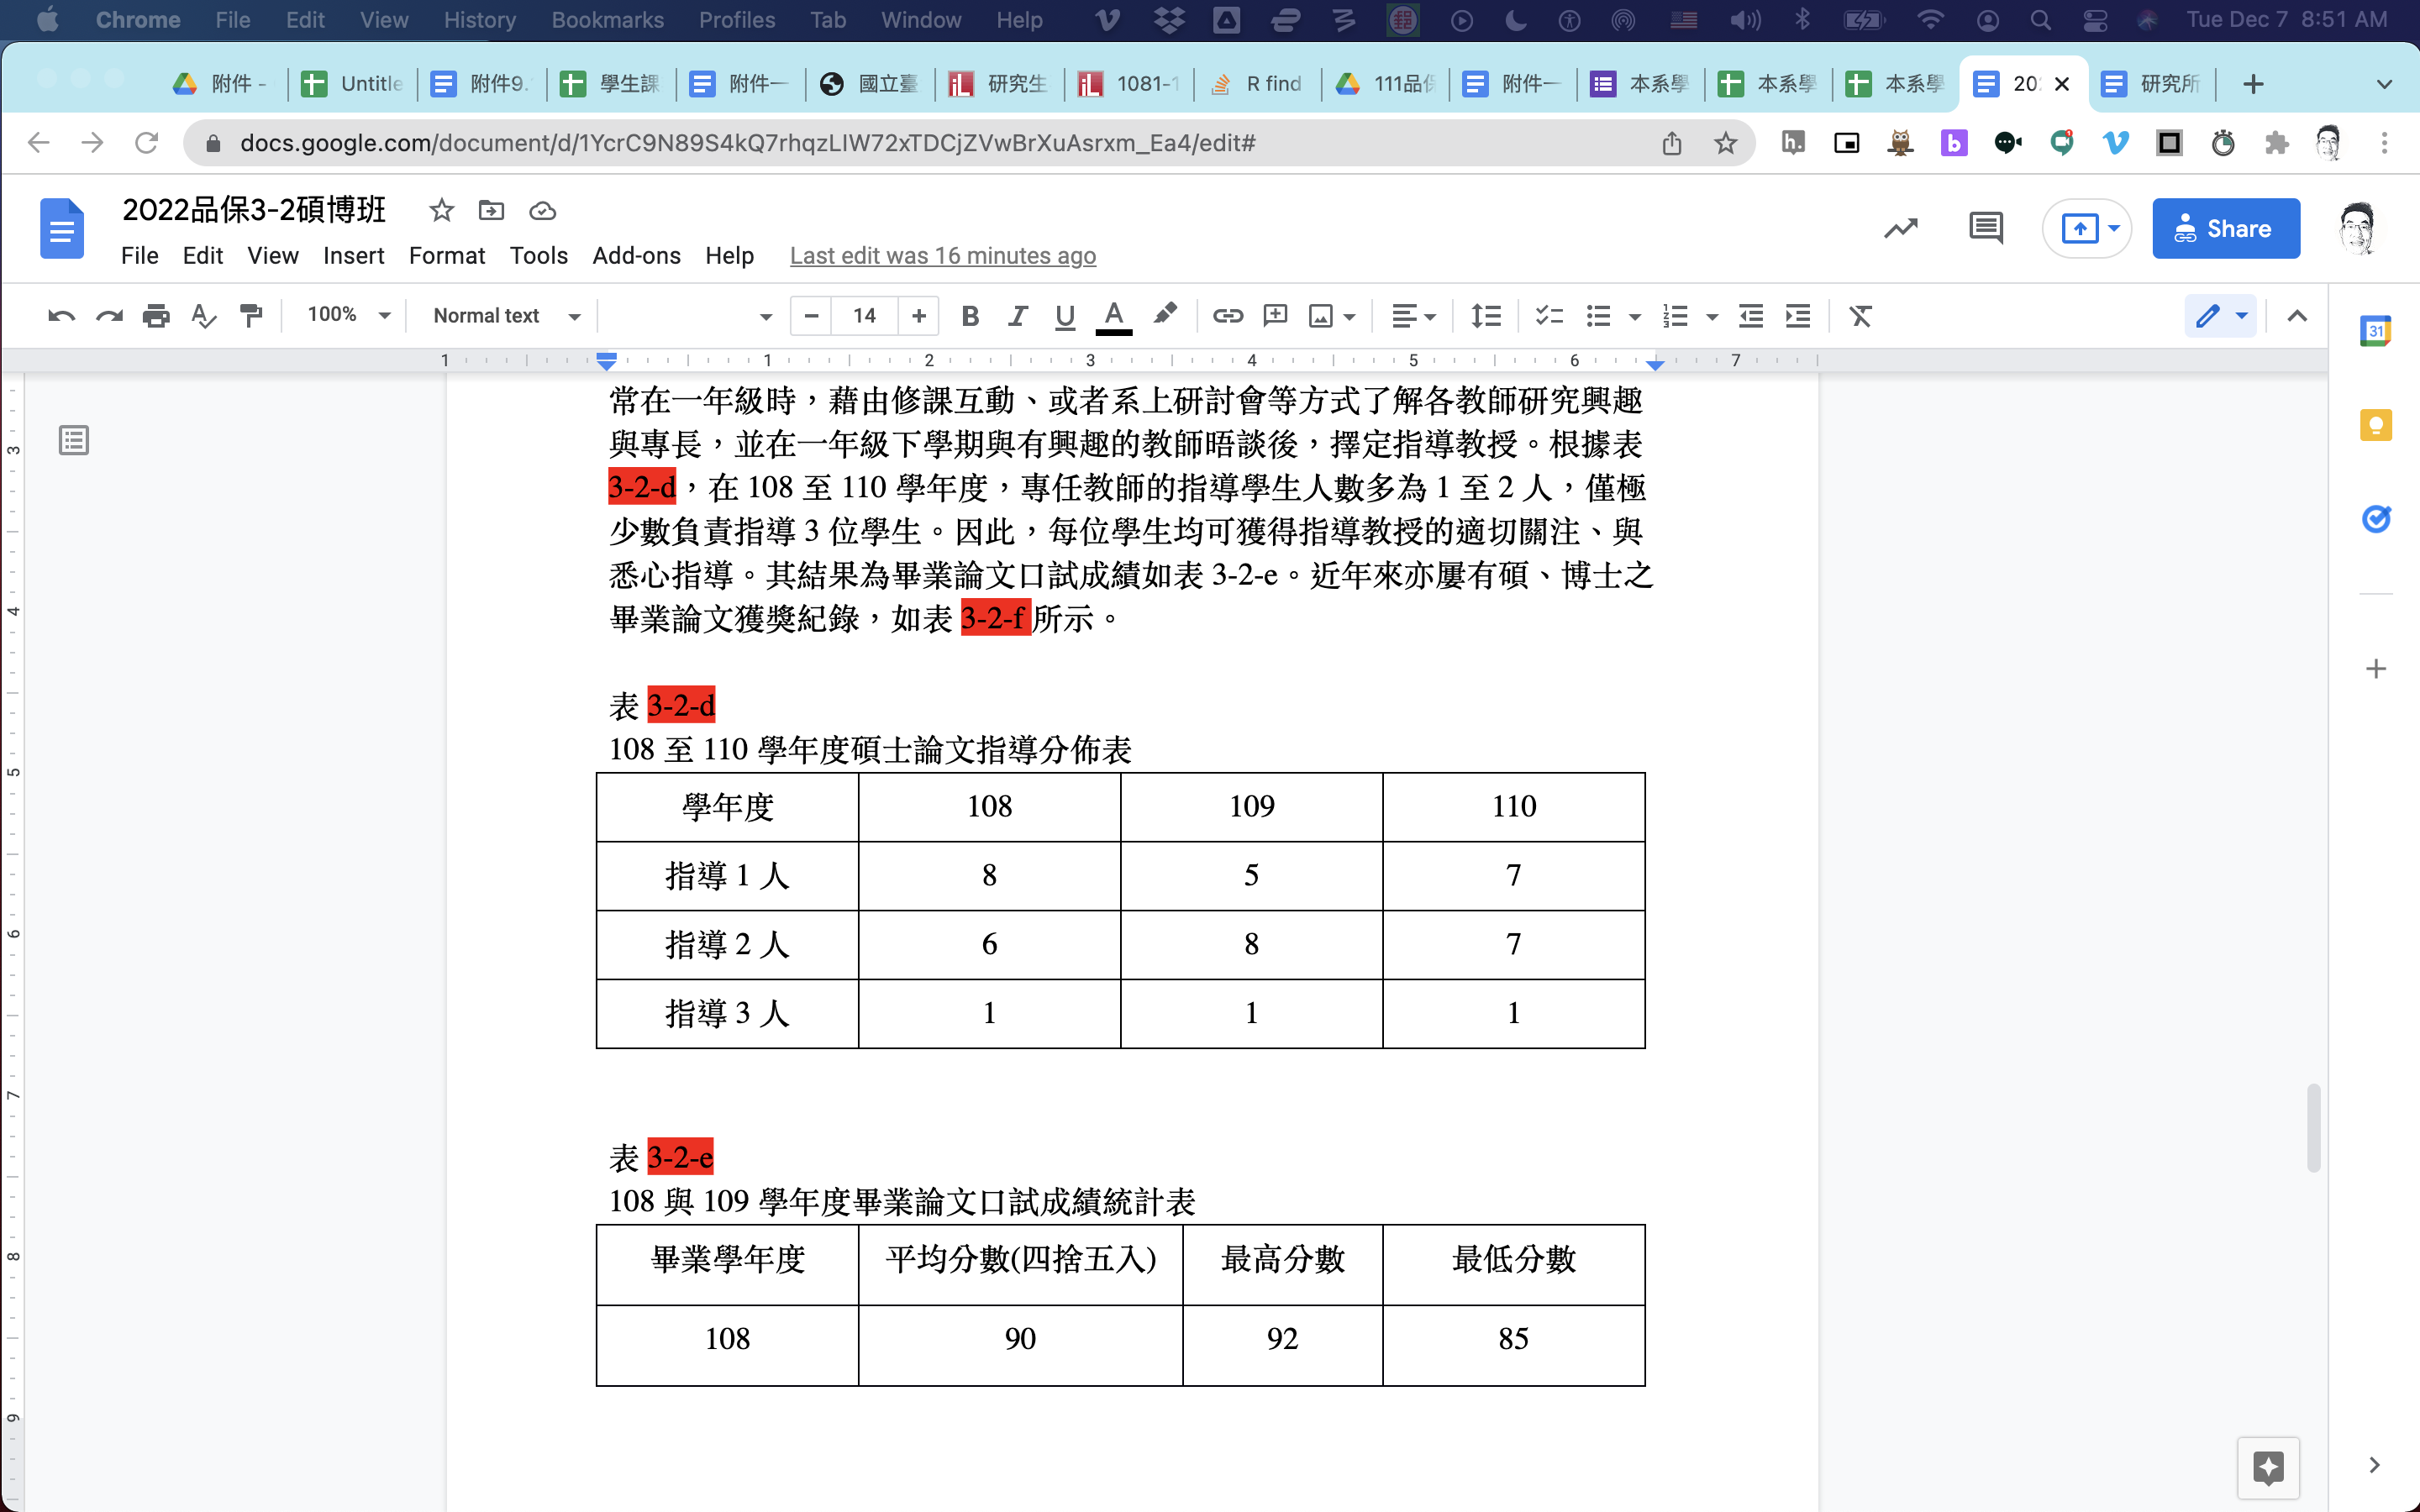 Chrome File Edit View History Bookmarks Profiles Tab Window Help Tue Dec 7 8:51 AM
附件 - Untitle 附件9. 學生課 附件一 國立臺 研究生 1081-1 R find 111品保 附件一 本系學 本系學 本系學 20 研究所
docs.google.com/document/d/1YcrC9N89S4kQ7rhqzLIW72xTDCjZVwBrXuAsrxm_Ea4/edit#
2022品保3-2碩博班
File Edit View Insert Format Tools Add-ons Help Last edit was 16 minutes ago
Share
100% Normal text 14
1 1 2 3 4 5 6 7
常在一年級時，藉由修課互動、或者系上研討會等方式了解各教師研究興趣
與專長，並在一年級下學期與有興趣的教師晤談後，擇定指導教授。根據表
3-2-d，在 108 至 110 學年度，專任教師的指導學生人數多為 1 至 2 人，僅極
少數負責指導 3 位學生。因此，每位學生均可獲得指導教授的適切關注、與
悉心指導。其結果為畢業論文口試成績如表 3-2-e。近年來亦屢有碩、博士之
畢業論文獲獎紀錄，如表 3-2-f 所示。
表 3-2-d
108 至 110 學年度碩士論文指導分佈表
學年度 108 109 110
指導 1 人 8 5 7
指導 2 人 6 8 7
指導 3 人 1 1 1
表 3-2-e
108 與 109 學年度畢業論文口試成績統計表
畢業學年度 平均分數(四捨五入) 最高分數 最低分數
108 90 92 85